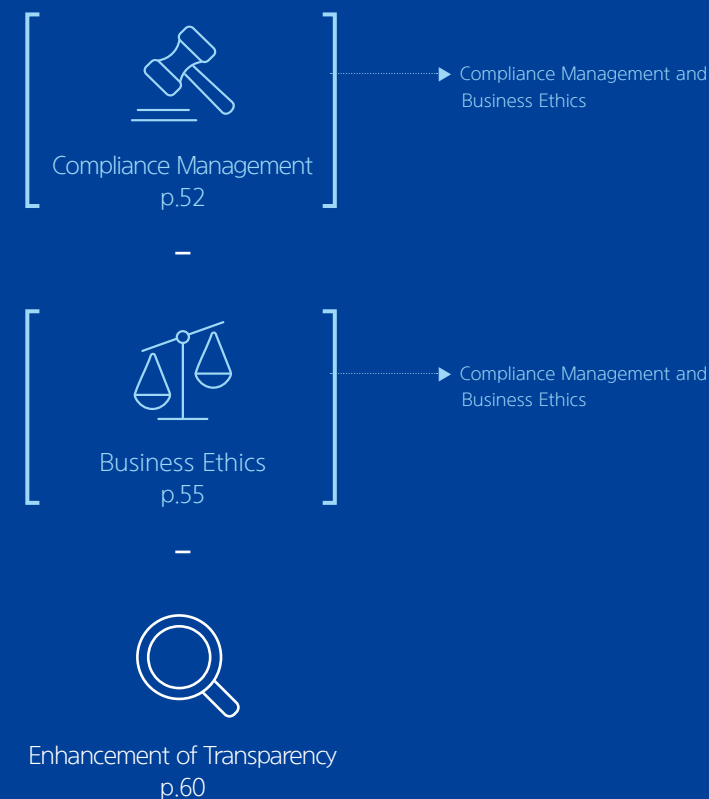 Compliance Management
p.52
▶ Compliance Management and
Business Ethics
–
Business Ethics
p.55
▶ Compliance Management and
Business Ethics
–
Enhancement of Transparency
p.60